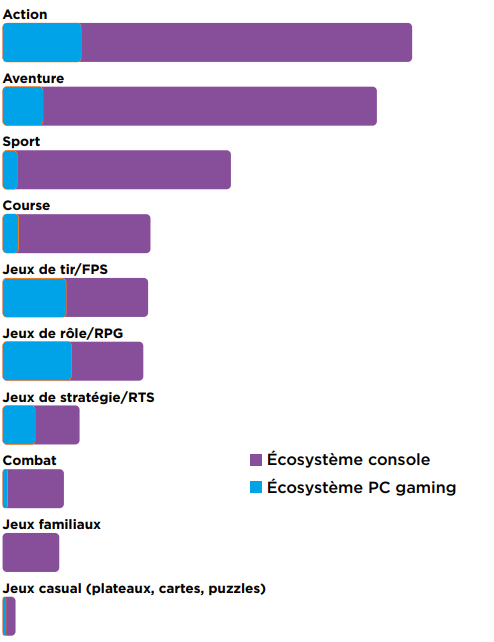 Action
Aventure
Sport
Course
Jeux de tir/FPS
Jeux de rôle/RPG
Jeux de stratégie/RTS
Combat
Écosystème console
Écosystème PC gaming
Jeux familiaux
Jeux casual (plateaux, cartes, puzzles)